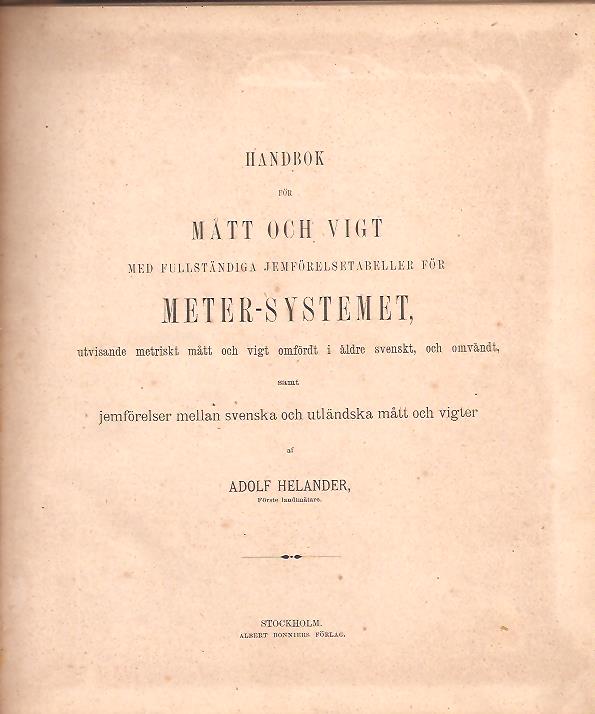 HANDBOK
FÖR
MÅTT OCH VIGT
MED FULLSTÄNDIGA JEMFÖRELSETABELLER FÖR
METER-SYSTEMET,
utvisande metriskt mått och vigt omfördt i äldre svenskt, och omvändt,
samt
jemförelser mellan svenska och utländska mått och vigter
af
ADOLF HELANDER,
Förste landtmätare.
STOCKHOLM.
ALBERT BONNIERS FÖRLAG.